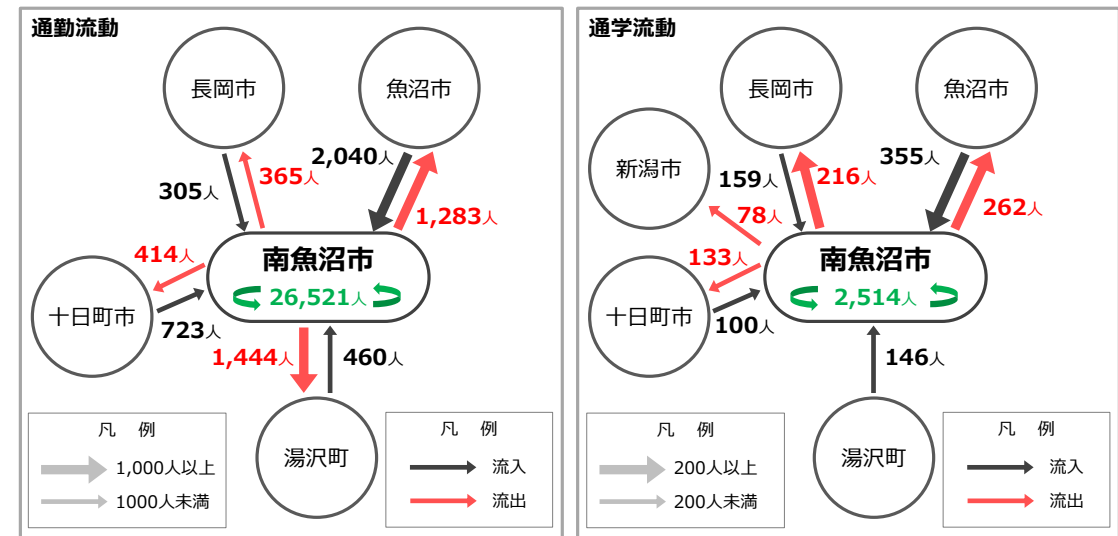 通勤流動
長岡市
魚沼市
2,040人
365人
305人
1,283人
南魚沼市
414人
26,521人
十日町市
723人
1,444人
460人
湯沢町
凡 例
1,000人以上
1000人未満
凡 例
流入
流出
通学流動
長岡市
魚沼市
新潟市
355人
159人
216人
262人
78人
南魚沼市
133人
2,514人
十日町市
100人
146人
湯沢町
凡 例
200人以上
200人未満
凡 例
流入
流出